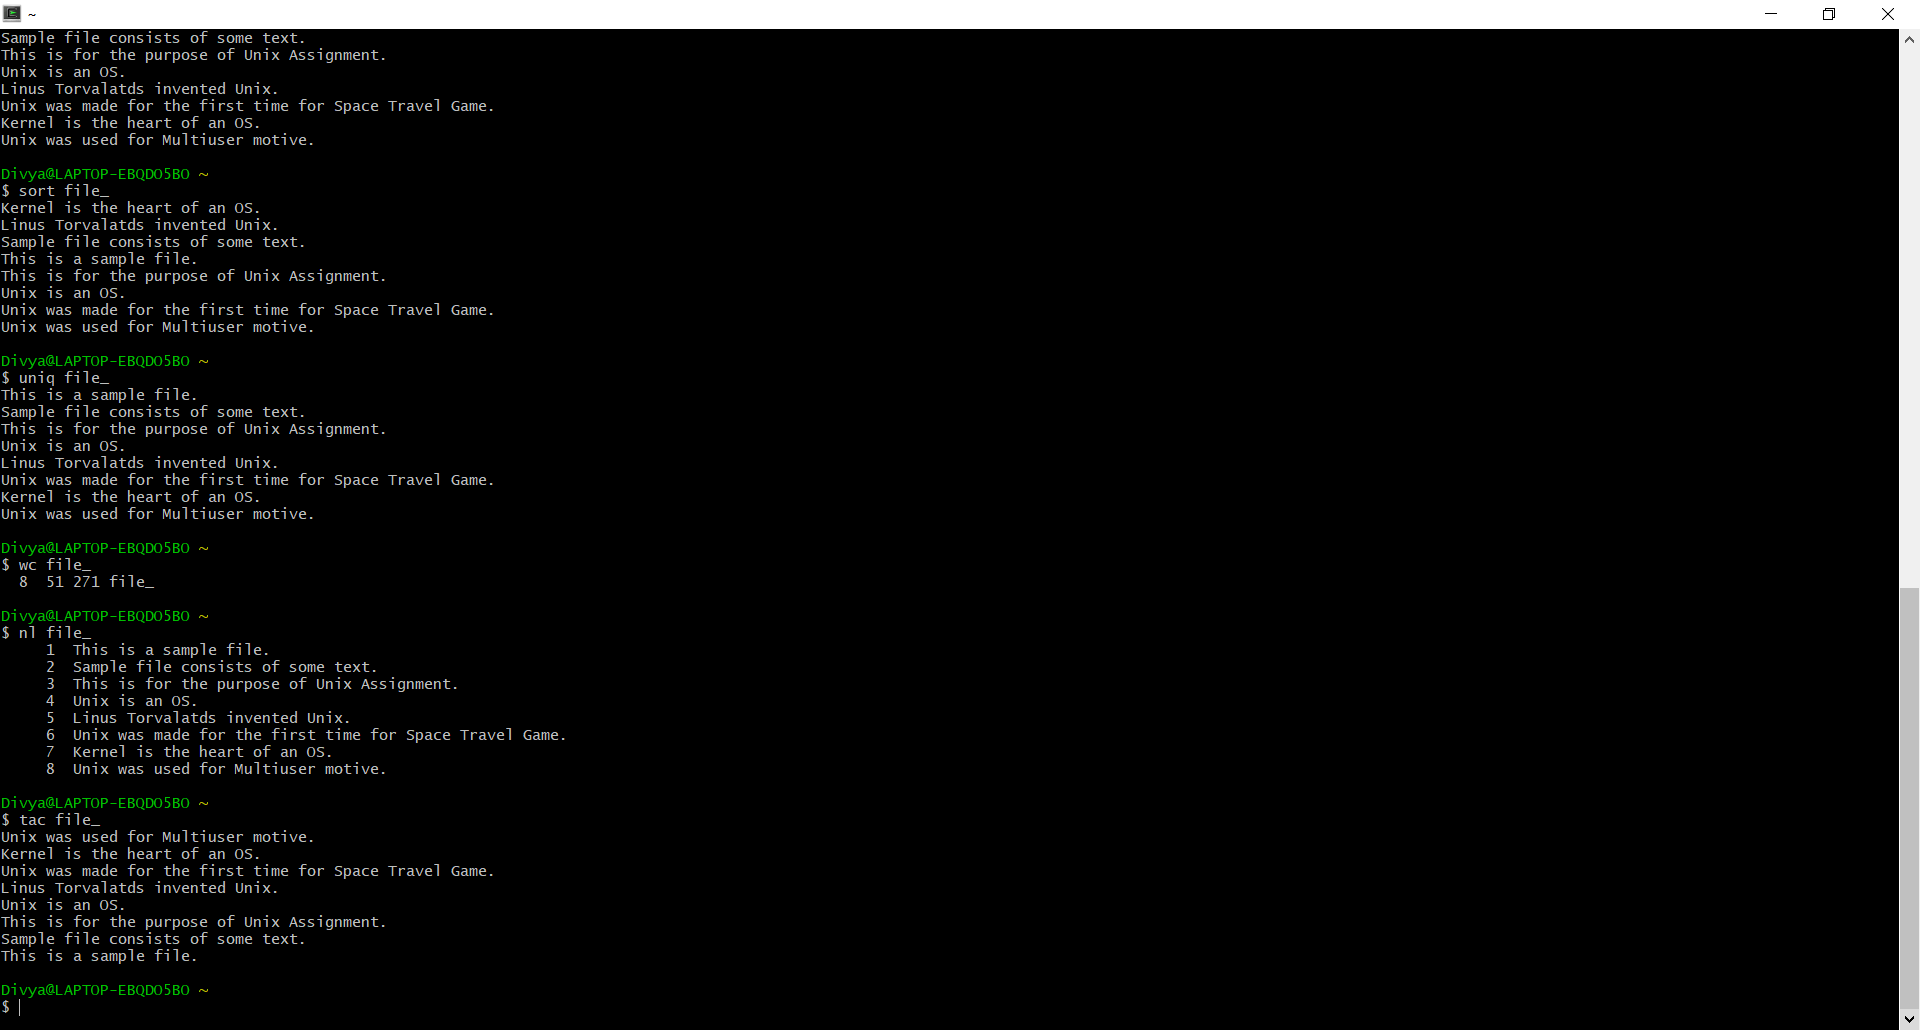 ~
Sample file consists of some text.
This is for the purpose of Unix Assignment.
Unix is an OS.
Linus Torvalatds invented Unix.
Unix was made for the first time for Space Travel Game.
Kernel is the heart of an OS.
Unix was used for Multiuser motive.
Divya@LAPTOP-EBQDO5BO ~
$ sort file_
Kernel is the heart of an OS.
Linus Torvalatds invented Unix.
Sample file consists of some text.
This is a sample file.
This is for the purpose of Unix Assignment.
Unix is an OS.
Unix was made for the first time for Space Travel Game.
Unix was used for Multiuser motive.
Divya@LAPTOP-EBQDO5BO ~
$ uniq file_
This is a sample file.
Sample file consists of some text.
This is for the purpose of Unix Assignment.
Unix is an OS.
Linus Torvalatds invented Unix.
Unix was made for the first time for Space Travel Game.
Kernel is the heart of an OS.
Unix was used for Multiuser motive.
Divya@LAPTOP-EBQDO5BO ~
$ wc file_
  8  51 271 file_
Divya@LAPTOP-EBQDO5BO ~
$ nl file_
     1  This is a sample file.
     2  Sample file consists of some text.
     3  This is for the purpose of Unix Assignment.
     4  Unix is an OS.
     5  Linus Torvalatds invented Unix.
     6  Unix was made for the first time for Space Travel Game.
     7  Kernel is the heart of an OS.
     8  Unix was used for Multiuser motive.
Divya@LAPTOP-EBQDO5BO ~
$ tac file_
Unix was used for Multiuser motive.
Kernel is the heart of an OS.
Unix was made for the first time for Space Travel Game.
Linus Torvalatds invented Unix.
Unix is an OS.
This is for the purpose of Unix Assignment.
Sample file consists of some text.
This is a sample file.
Divya@LAPTOP-EBQDO5BO ~
$